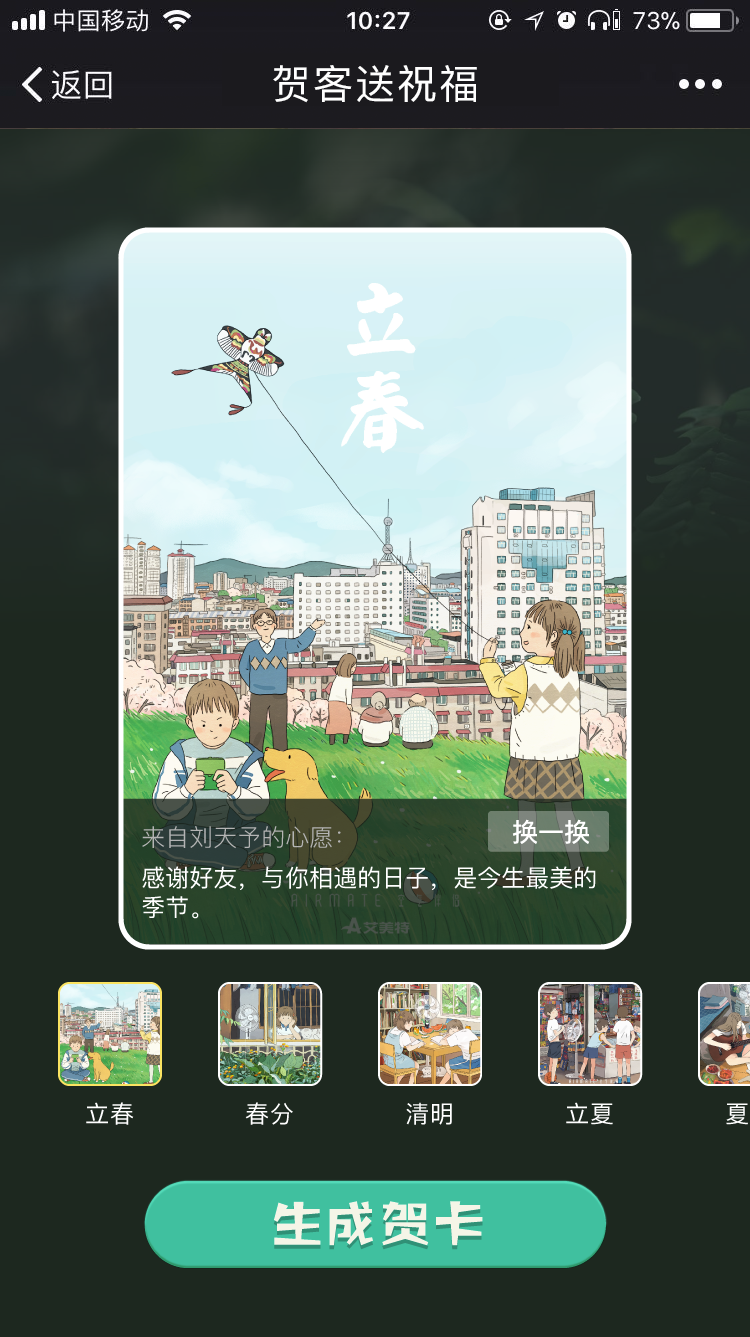 中国移动
10:27
73%
返回
贺客送祝福
立春
来自刘天予的心愿：
换一换
感谢好友，与你相遇的日子，是今生最美的
季节。
艾美特
立春
春分
清明
立夏
夏
生成贺卡